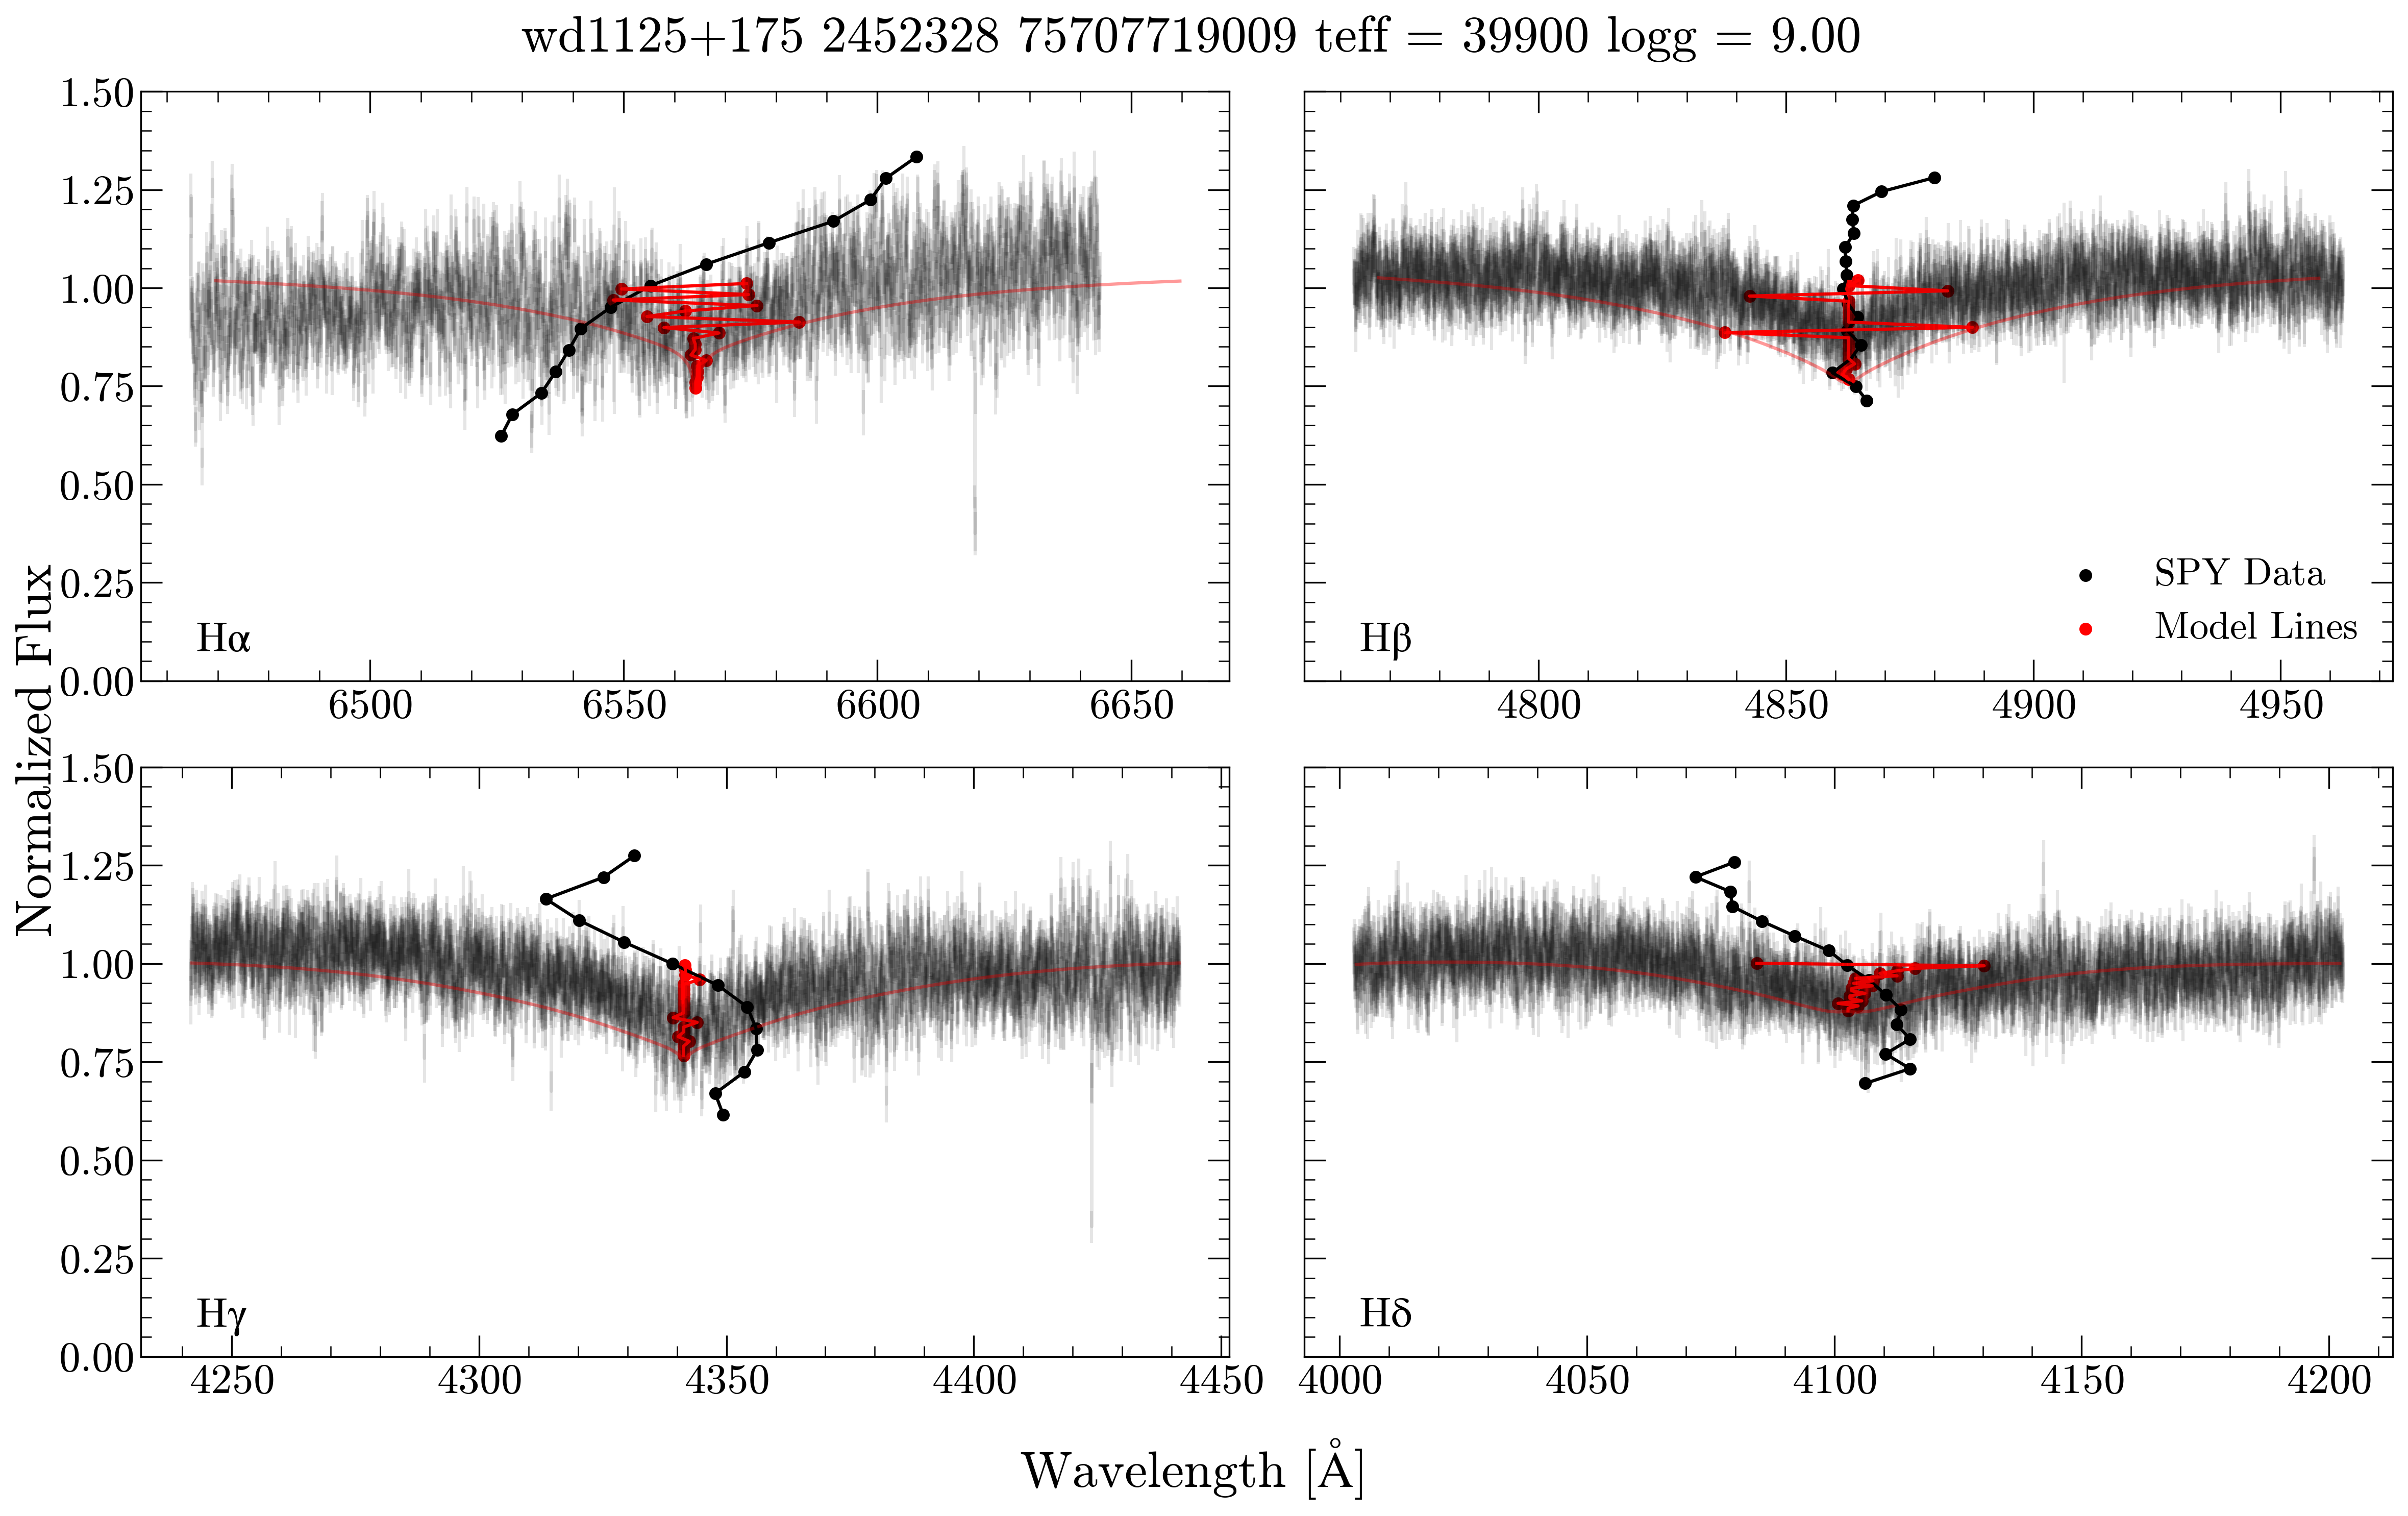 wd1125+175 2452328 75707719009 teff = 39900 logg = 9.00
Normalized Flux
1.50
1.25
1.00
0.75
0.50
0.25
0.00
Hα
6500 6550 6600 6650
Hβ
SPY Data
Model Lines
4800 4850 4900 4950
1.50
1.25
1.00
0.75
0.50
0.25
0.00
Hγ
4250 4300 4350 4400 4450
Hδ
4000 4050 4100 4150 4200
Wavelength [Å]